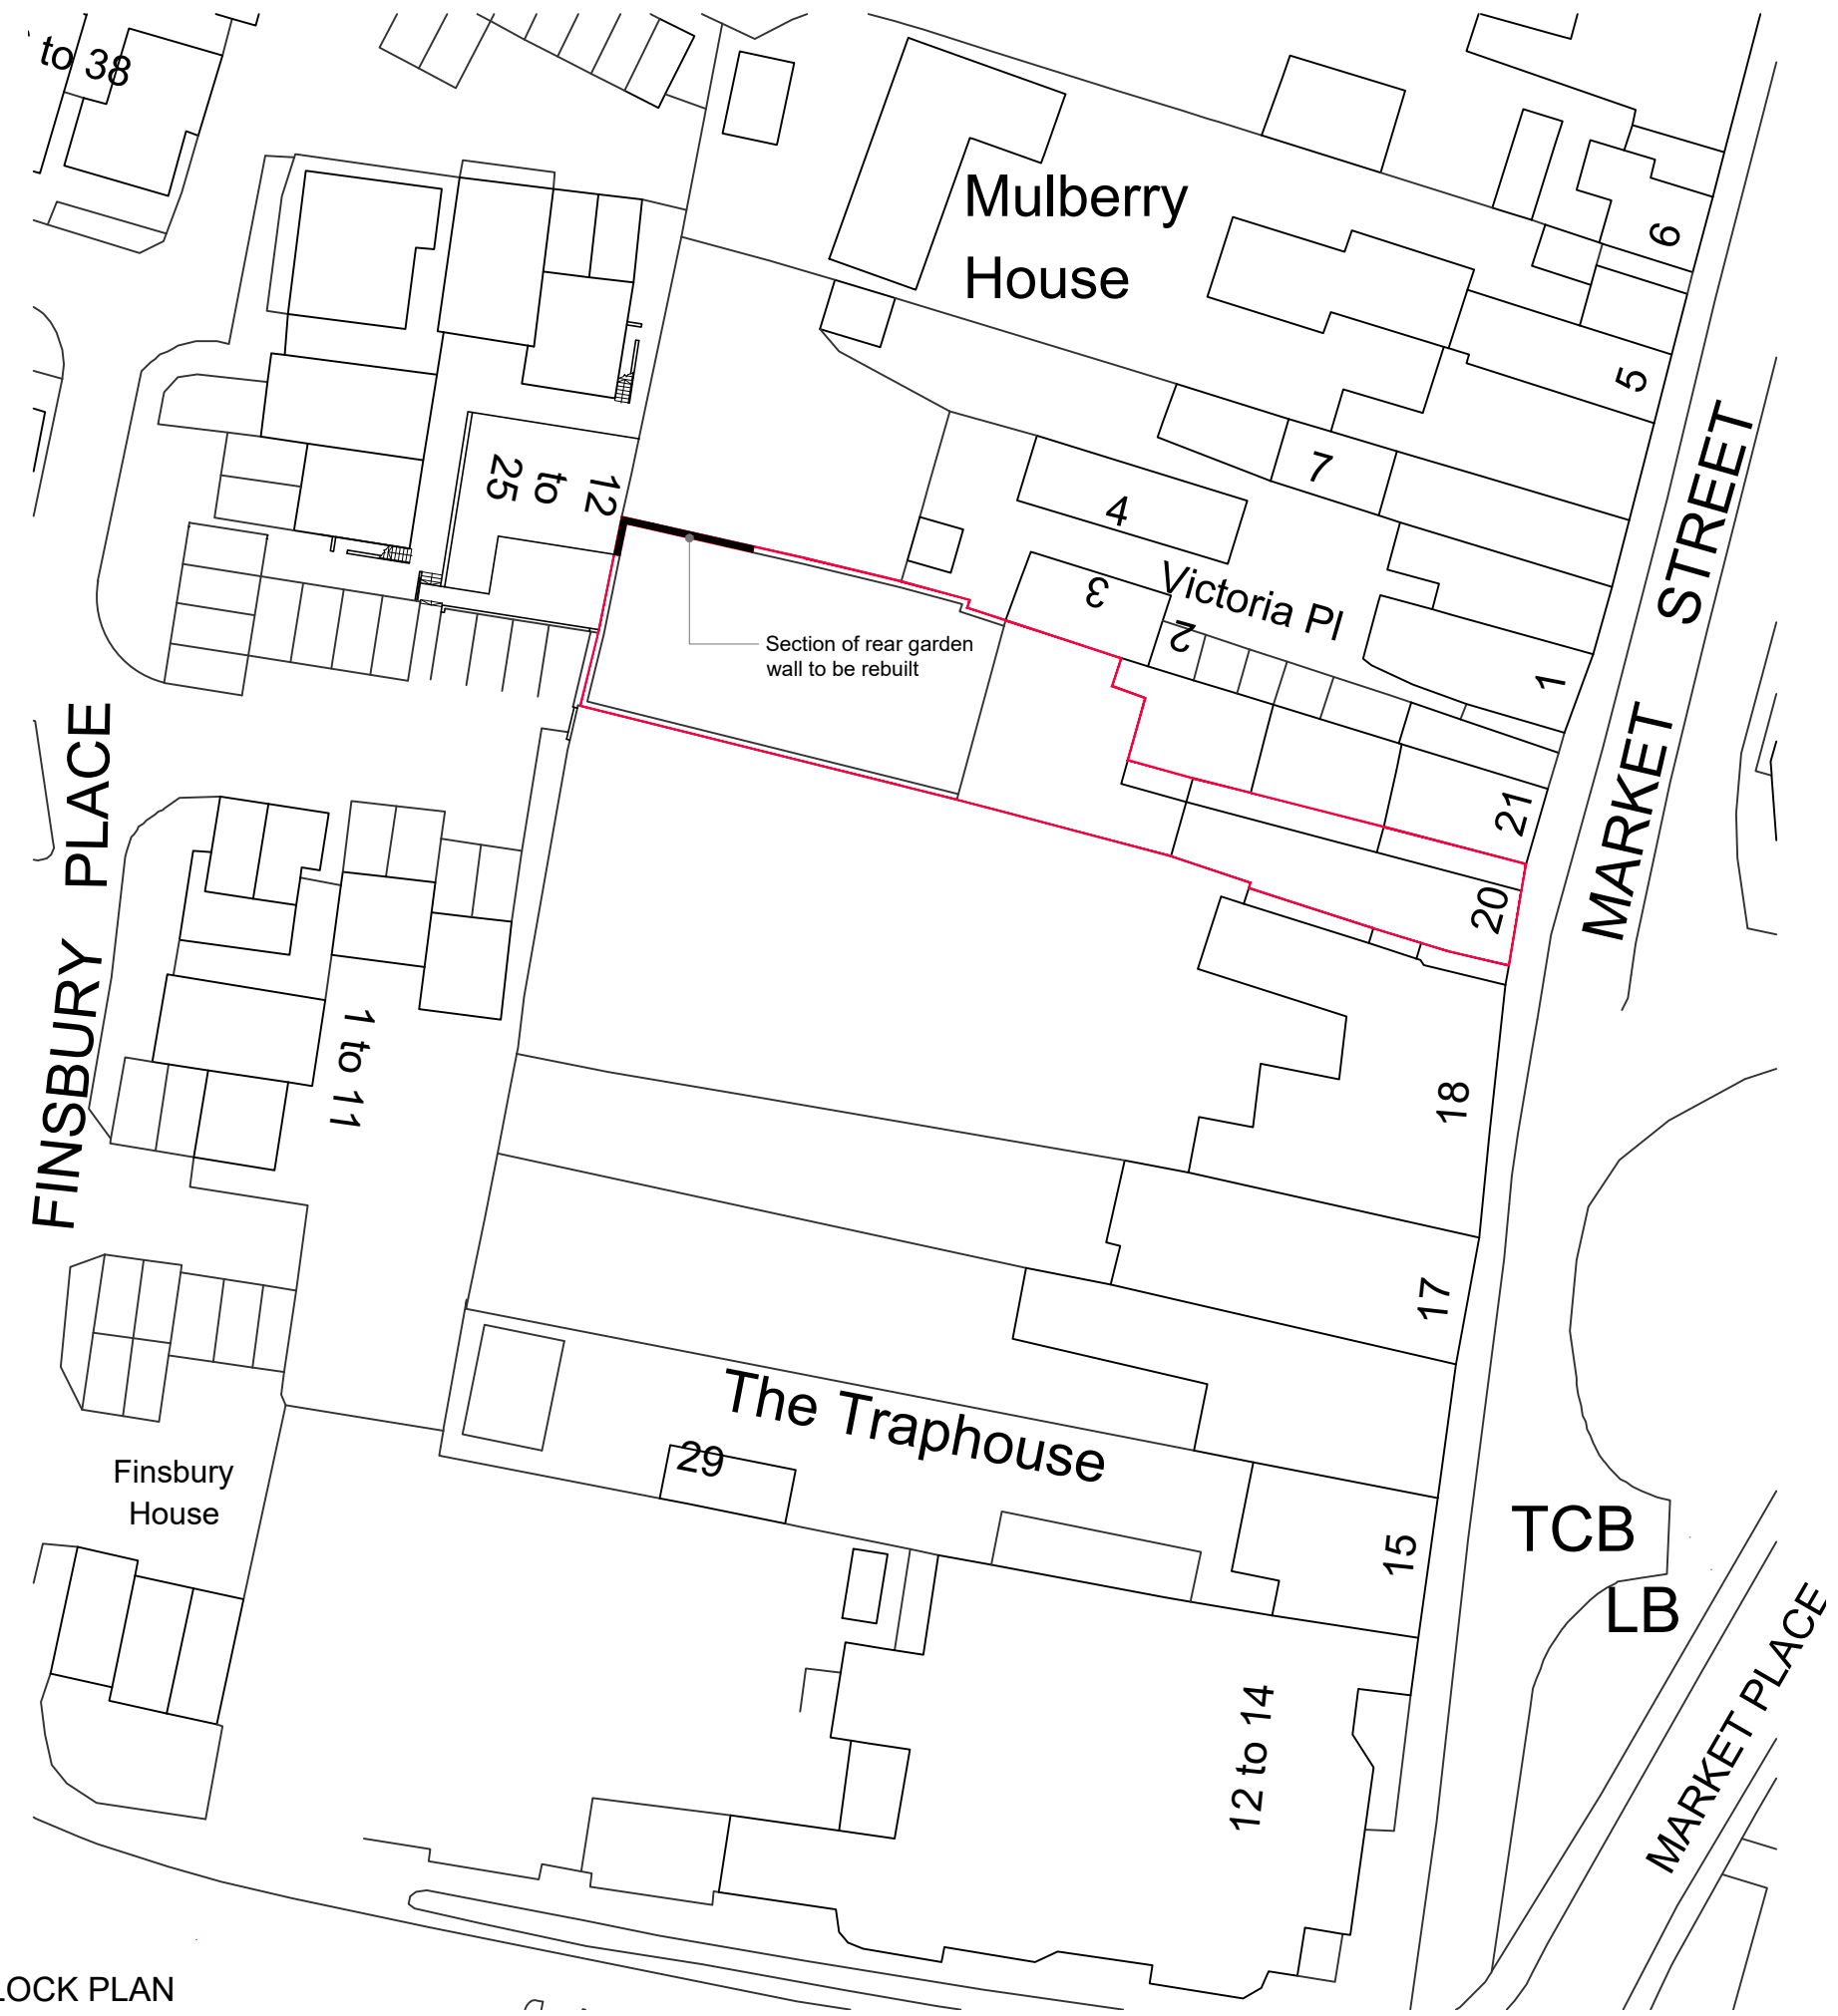 to 38
Mulberry
House
6
5
7
4
12
to
25
3
Victoria Pl
2
1
STREET
MARKET
Section of rear garden
wall to be rebuilt
FINSBURY PLACE
21
20
1 to 11
18
17
The Traphouse
29
Finsbury
House
15
TCB
LB
12 to 14
MARKET PLACE
LOCK PLAN